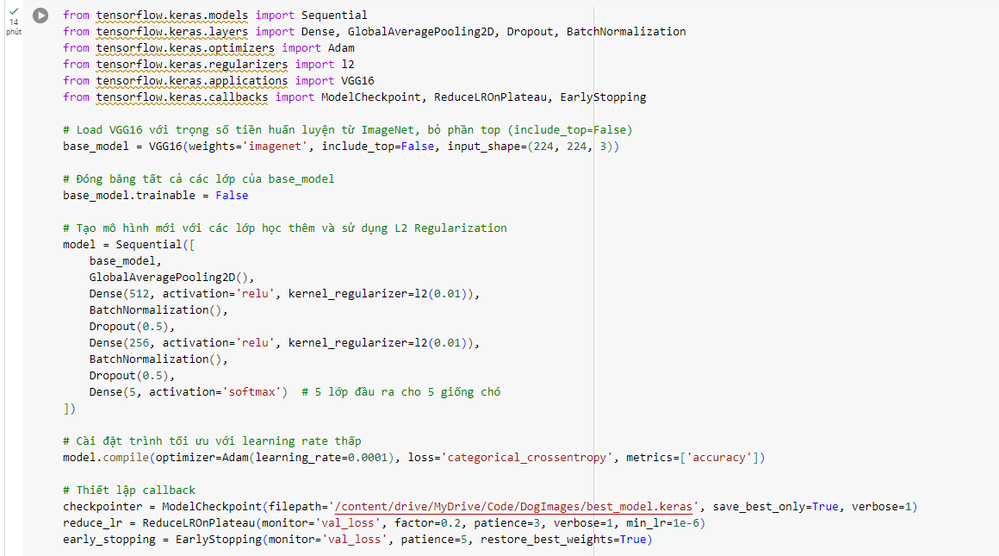 14
phút
from tensorflow.keras.models import Sequential
from tensorflow.keras.layers import Dense, GlobalAveragePooling2D, Dropout, BatchNormalization
from tensorflow.keras.optimizers import Adam
from tensorflow.keras.regularizers import l2
from tensorflow.keras.applications import VGG16
from tensorflow.keras.callbacks import ModelCheckpoint, ReduceLROnPlateau, EarlyStopping
# Load VGG16 với trọng số tiền huấn luyện từ ImageNet, bỏ phần top (include_top=False)
base_model = VGG16(weights='imagenet', include_top=False, input_shape=(224, 224, 3))
# Đóng băng tất cả các lớp của base_model
base_model.trainable = False
# Tạo mô hình mới với các lớp học thêm và sử dụng L2 Regularization
model = Sequential([
    base_model,
    GlobalAveragePooling2D(),
    Dense(512, activation='relu', kernel_regularizer=l2(0.01)),
    BatchNormalization(),
    Dropout(0.5),
    Dense(256, activation='relu', kernel_regularizer=l2(0.01)),
    BatchNormalization(),
    Dropout(0.5),
    Dense(5, activation='softmax')  # 5 lớp đầu ra cho 5 giống chó
])
# Cài đặt trình tối ưu với learning rate thấp
model.compile(optimizer=Adam(learning_rate=0.0001), loss='categorical_crossentropy', metrics=['accuracy'])
# Thiết lập callback
checkpointer = ModelCheckpoint(filepath='/content/drive/MyDrive/Code/DogImages/best_model.keras', save_best_only=True, verbose=1)
reduce_lr = ReduceLROnPlateau(monitor='val_loss', factor=0.2, patience=3, verbose=1, min_lr=1e-6)
early_stopping = EarlyStopping(monitor='val_loss', patience=5, restore_best_weights=True)